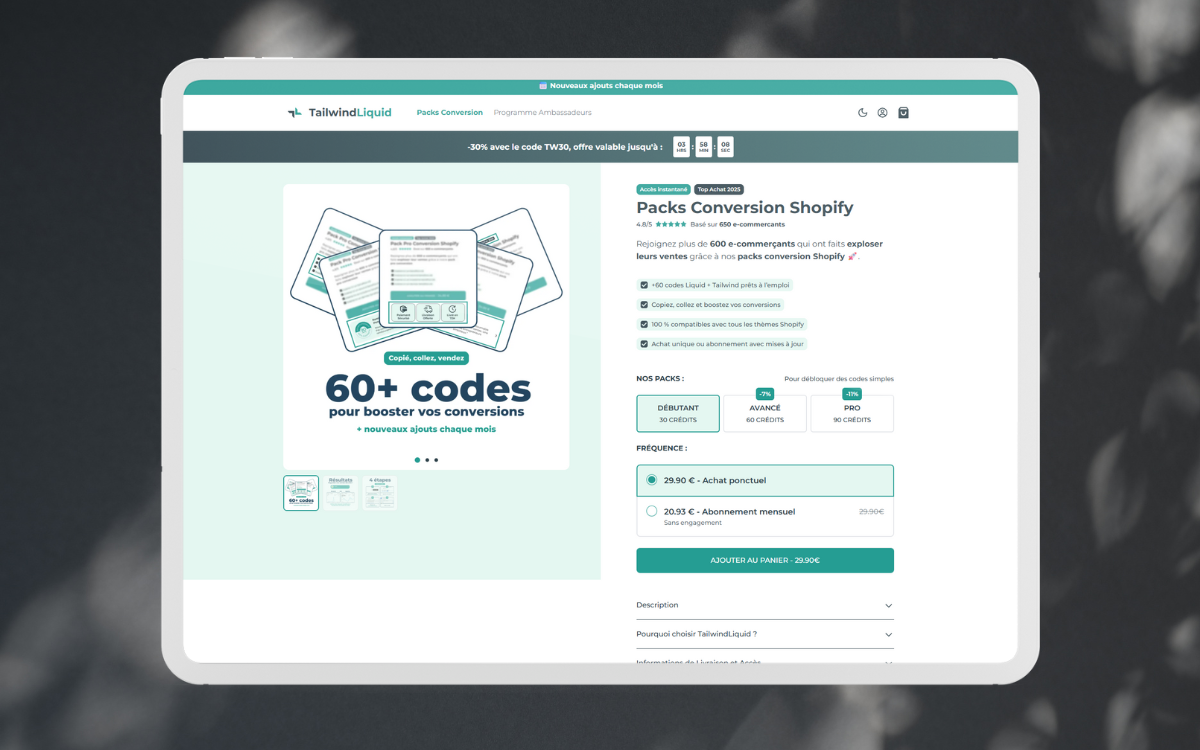 Nouveaux ajouts chaque mois
TailwindLiquid
Packs Conversion
Programme Ambassadeurs
-30% avec le code TW30, offre valable jusqu'à :
03 : 58 : 08
HRS MIN SEC
Pack Pro Conversion Shopify
Copié, collez, vendez
60+ codes
pour booster vos conversions
+ nouveaux ajouts chaque mois
60+ codes
Résultats
4 étapes
Accès instantané
Top Achat 2025
Packs Conversion Shopify
4.8/5 ★★★★★ Basé sur 650 e-commercants
Rejoignez plus de 600 e-commerçants qui ont faits exploser
leurs ventes grâce à nos packs conversion Shopify 🚀.
+60 codes Liquid + Tailwind prêts à l'emploi
Copiez, collez et boostez vos conversions
100 % compatibles avec tous les thèmes Shopify
Achat unique ou abonnement avec mises à jour
NOS PACKS :
Pour débloquer des codes simples
-7%
-11%
DÉBUTANT
AVANCÉ
PRO
30 CRÉDITS
60 CRÉDITS
90 CRÉDITS
FRÉQUENCE :
29.90 € - Achat ponctuel
20.93 € - Abonnement mensuel
29.90€
Sans engagement
AJOUTER AU PANIER - 29.90€
Description
Pourquoi choisir TailwindLiquid ?
Informations de Livraison et Accès